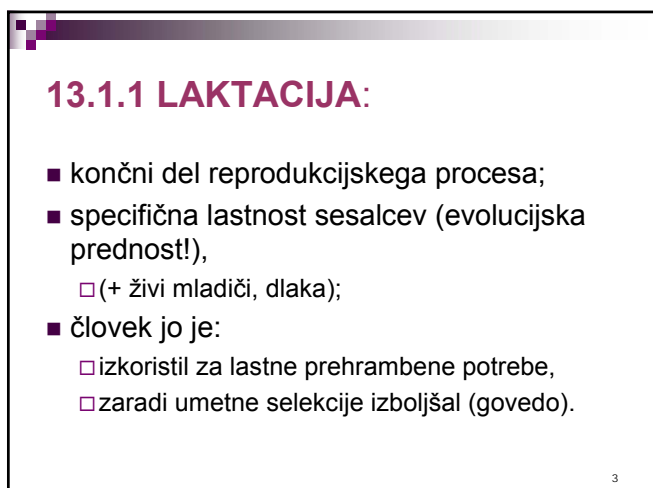 13.1.1 LAKTACIJA:
končni del reprodukcijskega procesa;
specifična lastnost sesalcev (evolucijska
prednost!),
(+ živi mladiči, dlaka);
človek jo je:
izkoristil za lastne prehrambene potrebe,
zaradi umetne selekcije izboljšal (govedo).
3